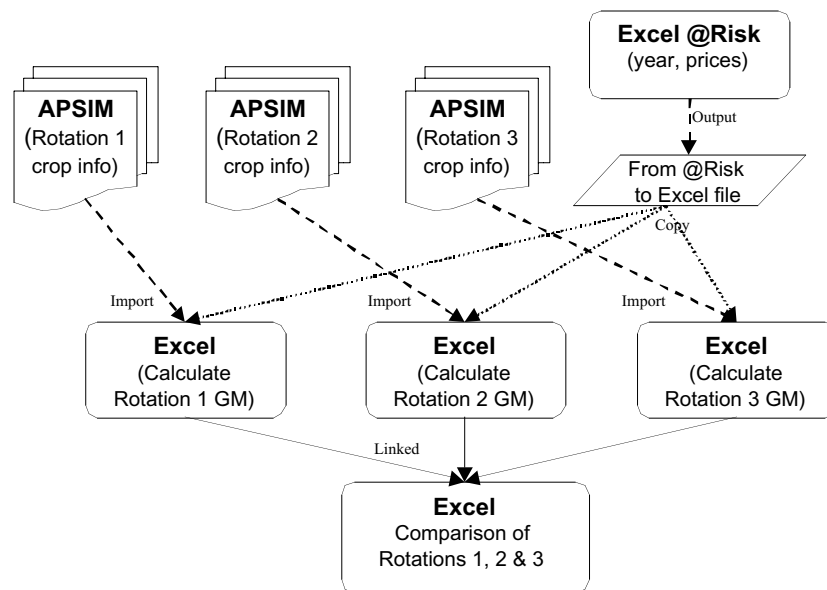 Excel @Risk
(year, prices)
APSIM
(Rotation 1
crop info)
APSIM
(Rotation 2
crop info)
APSIM
(Rotation 3
crop info)
Output
From @Risk
to Excel file
Copy
Import
Import
Import
Excel
(Calculate
Rotation 1 GM)
Excel
(Calculate
Rotation 2 GM)
Excel
(Calculate
Rotation 3 GM)
Linked
Excel
Comparison of
Rotations 1, 2 & 3